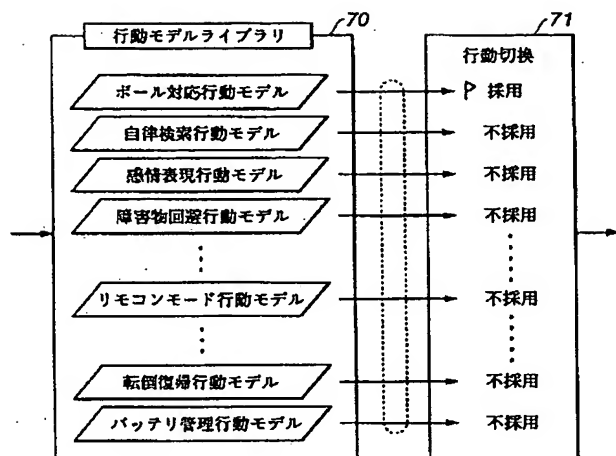 70
71
行動モデルライブラリ
行動切換
ボール対応行動モデル
採用
自律検索行動モデル
不採用
感情表現行動モデル
不採用
障害物回避行動モデル
不採用
リモコンモード行動モデル
不採用
転倒復帰行動モデル
不採用
バッテリ管理行動モデル
不採用